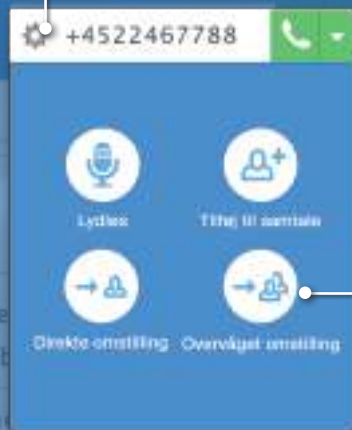 +4522467788
Lydløs
Tilføj til samtale
Direkte omstilling
Overvåget omstilling